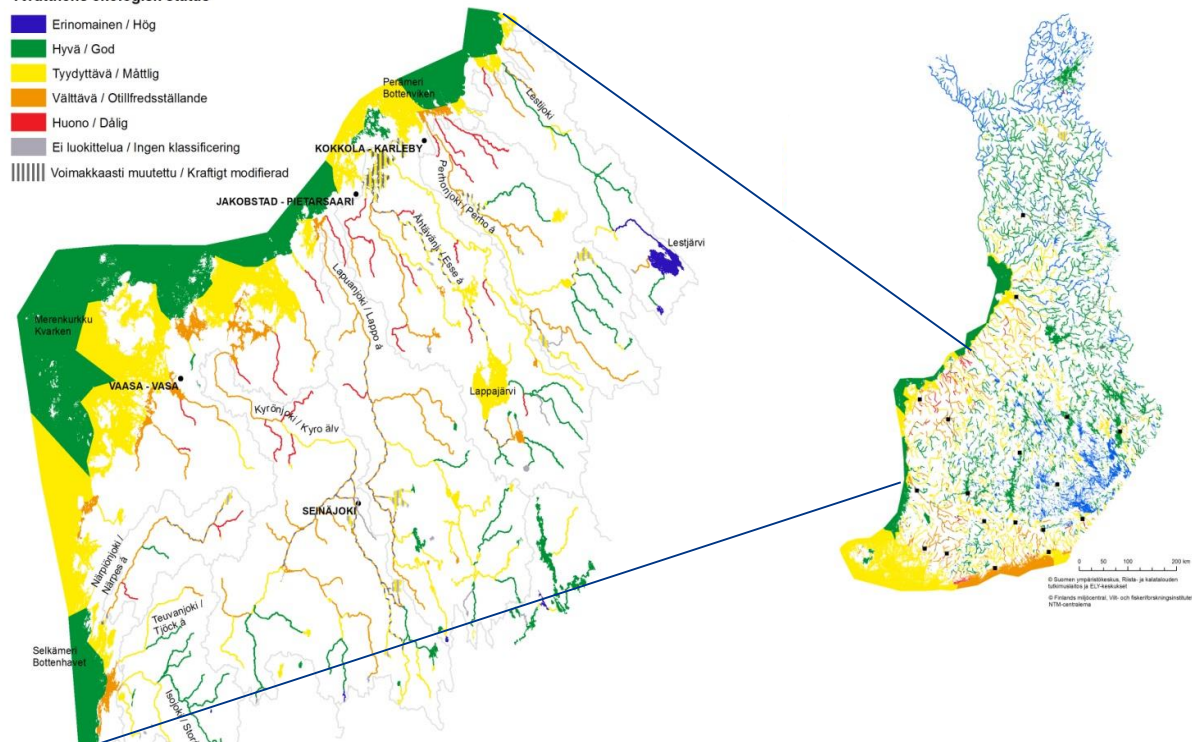 Erinomainen / Hög
Hyvä / God
Tyydyttävä / Måttlig
Välttävä / Otillfredsställande
Huono / Dålig
Ei luokittelua / Ingen klassificering
Voimakkaasti muutettu / Kraftigt modifierad
Perämeri
Bottenviken
Lestijoki
KOKKOLA - KARLEBY
Perhonjoki / Perho å
JAKOBSTAD - PIETARSAARI
Ähtävänj. / Esse å
Lestjärvi
Lapuanjoki / Lappo å
Merenkurkku
Kvarken
VAASA - VASA
Lappajärvi
Kyrönjoki / Kyro älv
SEINÄJOKI
Närpiönjoki /
Närpes å
Teuvanjoki /
Tjöck å
Selkämeri
Bottenhavet
Isojoki /
0 50 100 200 km
© Suomen ympäristökeskus, Riista- ja kalatalouden
tutkimuslaitos ja ELY-keskukset
© Finlands miljöcentral, Vilt- och fiskeriforskningsinstitutet
NTM-centralerna